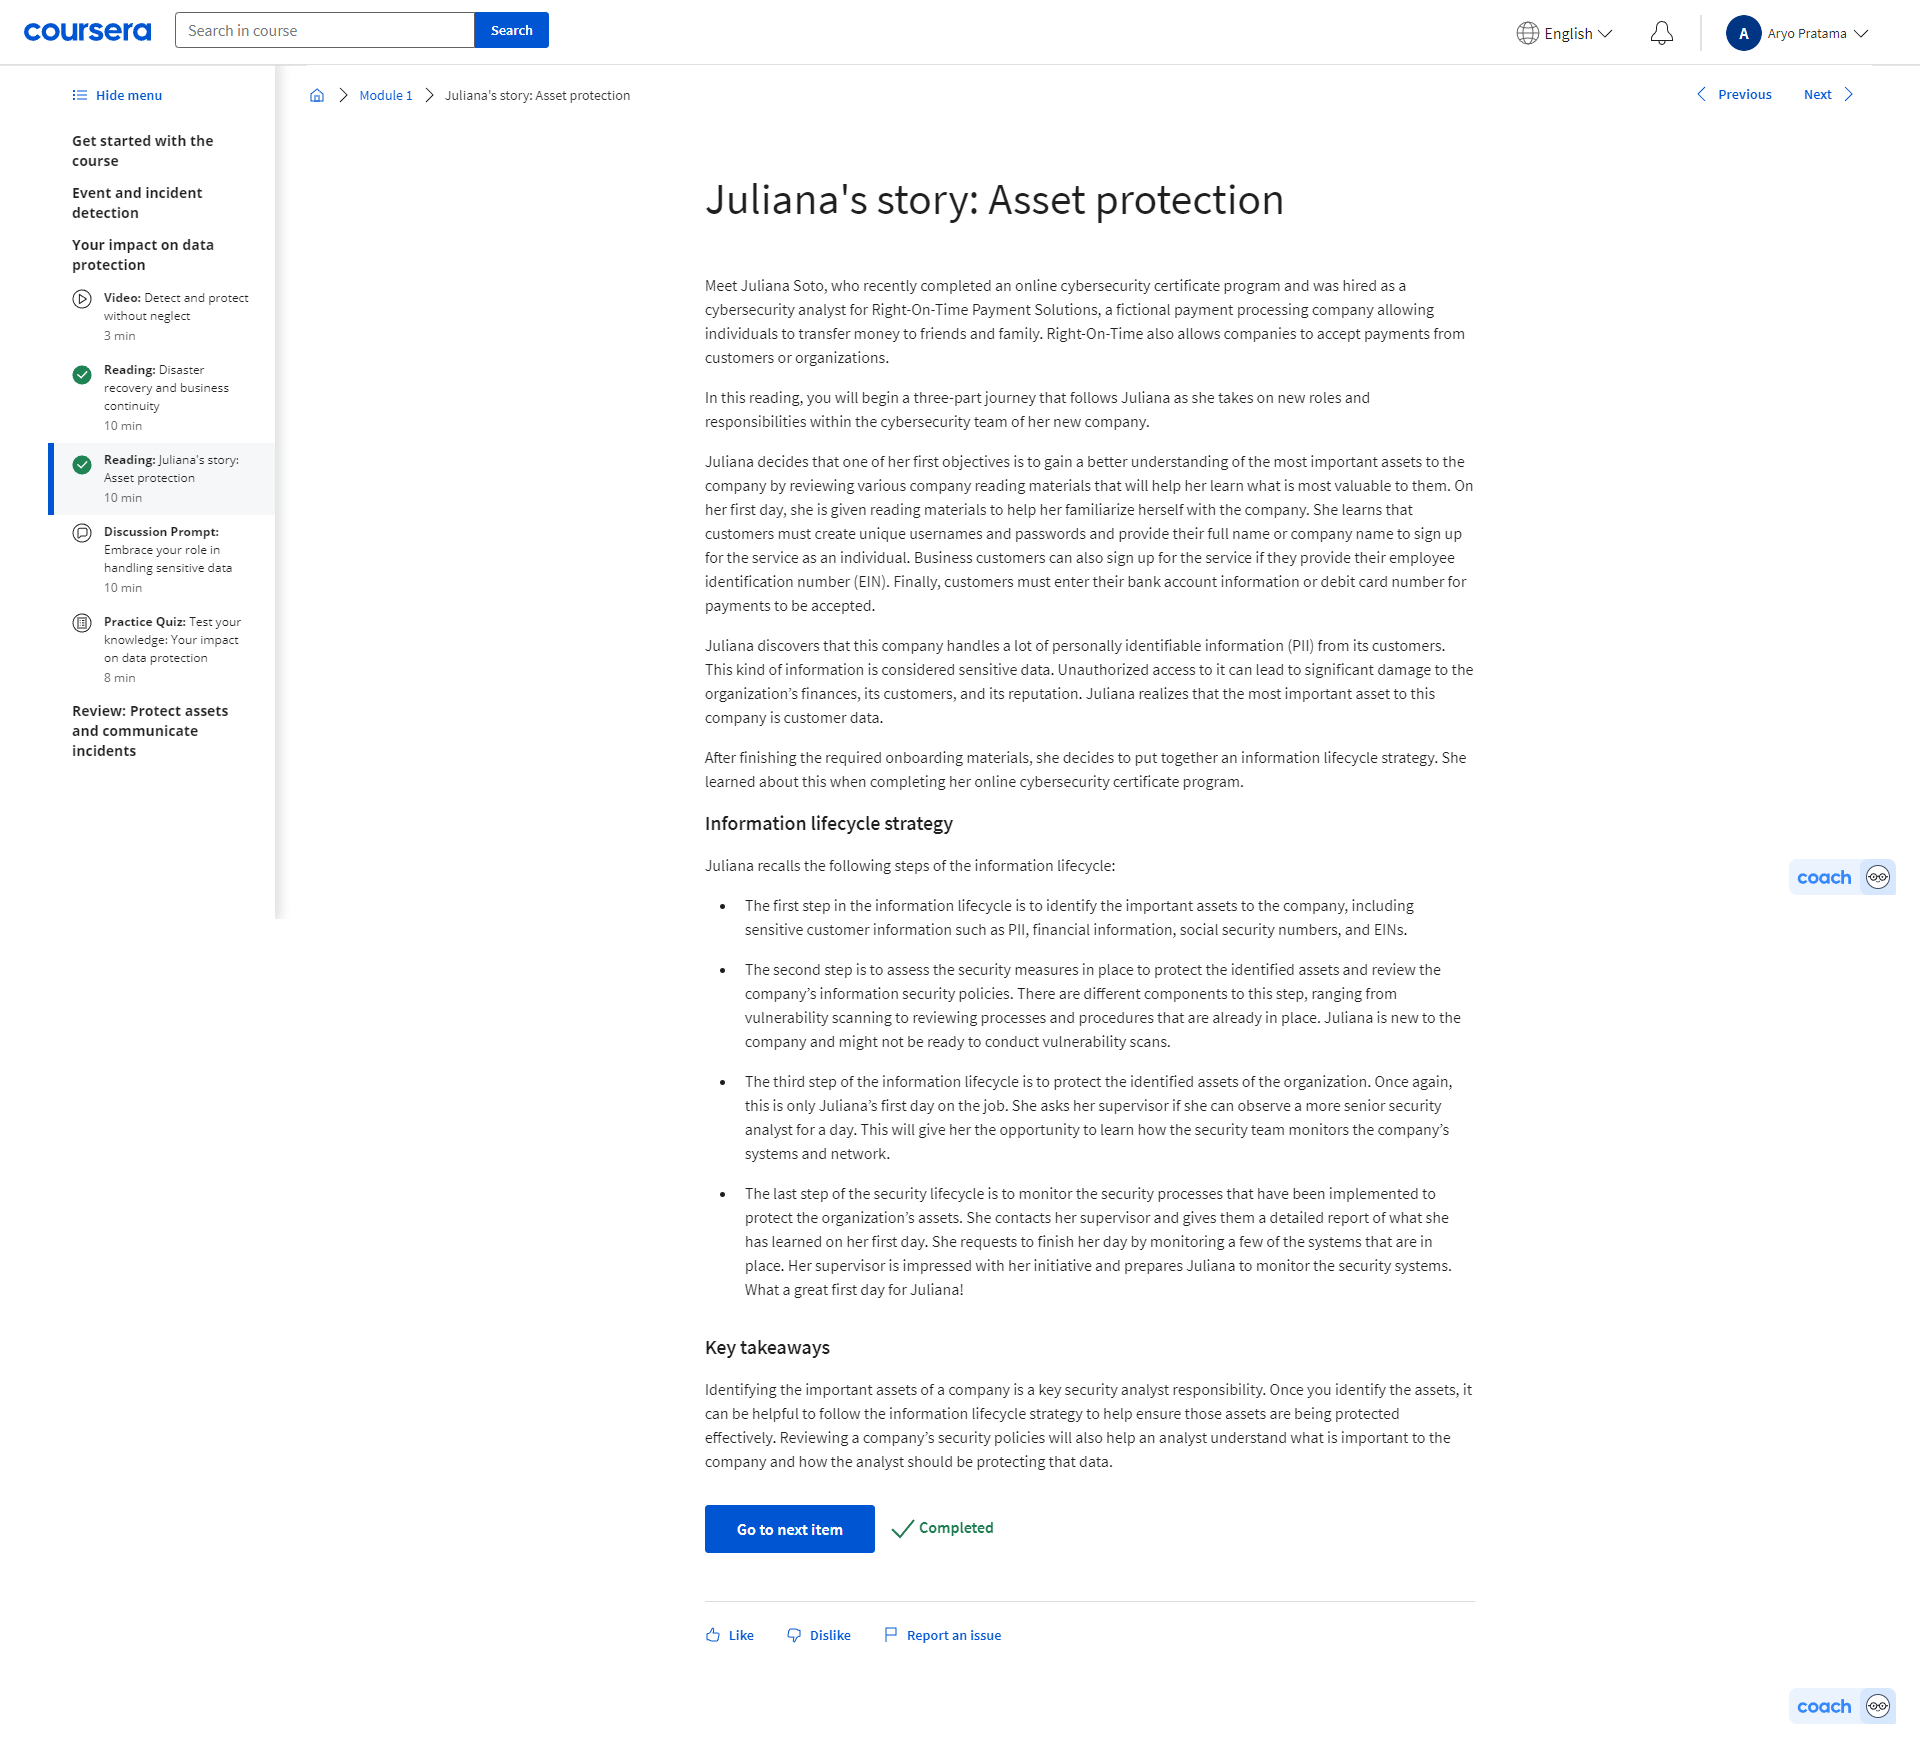 coursera
Search in course
Search
English
A
Aryo Pratama
Hide menu
Get started with the
course
Event and incident
detection
Your impact on data
protection
Video: Detect and protect
without neglect
3 min
Reading: Disaster
recovery and business
continuity
10 min
Reading: Juliana's story:
Asset protection
10 min
Discussion Prompt:
Embrace your role in
handling sensitive data
10 min
Practice Quiz: Test your
knowledge: Your impact
on data protection
8 min
Review: Protect assets
and communicate
incidents
Module 1
Juliana's story: Asset protection
Previous
Next
Juliana's story: Asset protection
Meet Juliana Soto, who recently completed an online cybersecurity certificate program and was hired as a
cybersecurity analyst for Right-On-Time Payment Solutions, a fictional payment processing company allowing
individuals to transfer money to friends and family. Right-On-Time also allows companies to accept payments from
customers or organizations.
In this reading, you will begin a three-part journey that follows Juliana as she takes on new roles and
responsibilities within the cybersecurity team of her new company.
Juliana decides that one of her first objectives is to gain a better understanding of the most important assets to the
company by reviewing various company reading materials that will help her learn what is most valuable to them. On
her first day, she is given reading materials to help her familiarize herself with the company. She learns that
customers must create unique usernames and passwords and provide their full name or company name to sign up
for the service as an individual. Business customers can also sign up for the service if they provide their employee
identification number (EIN). Finally, customers must enter their bank account information or debit card number for
payments to be accepted.
Juliana discovers that this company handles a lot of personally identifiable information (PII) from its customers.
This kind of information is considered sensitive data. Unauthorized access to it can lead to significant damage to the
organization’s finances, its customers, and its reputation. Juliana realizes that the most important asset to this
company is customer data.
After finishing the required onboarding materials, she decides to put together an information lifecycle strategy. She
learned about this when completing her online cybersecurity certificate program.
Information lifecycle strategy
Juliana recalls the following steps of the information lifecycle:
• The first step in the information lifecycle is to identify the important assets to the company, including
sensitive customer information such as PII, financial information, social security numbers, and EINs.
• The second step is to assess the security measures in place to protect the identified assets and review the
company’s information security policies. There are different components to this step, ranging from
vulnerability scanning to reviewing processes and procedures that are already in place. Juliana is new to the
company and might not be ready to conduct vulnerability scans.
• The third step of the information lifecycle is to protect the identified assets of the organization. Once again,
this is only Juliana’s first day on the job. She asks her supervisor if she can observe a more senior security
analyst for a day. This will give her the opportunity to learn how the security team monitors the company’s
systems and network.
• The last step of the security lifecycle is to monitor the security processes that have been implemented to
protect the organization’s assets. She contacts her supervisor and gives them a detailed report of what she
has learned on her first day. She requests to finish her day by monitoring a few of the systems that are in
place. Her supervisor is impressed with her initiative and prepares Juliana to monitor the security systems.
What a great first day for Juliana!
Key takeaways
Identifying the important assets of a company is a key security analyst responsibility. Once you identify the assets, it
can be helpful to follow the information lifecycle strategy to help ensure those assets are being protected
effectively. Reviewing a company’s security policies will also help an analyst understand what is important to the
company and how the analyst should be protecting that data.
Go to next item
Completed
Like
Dislike
Report an issue
coach
coach